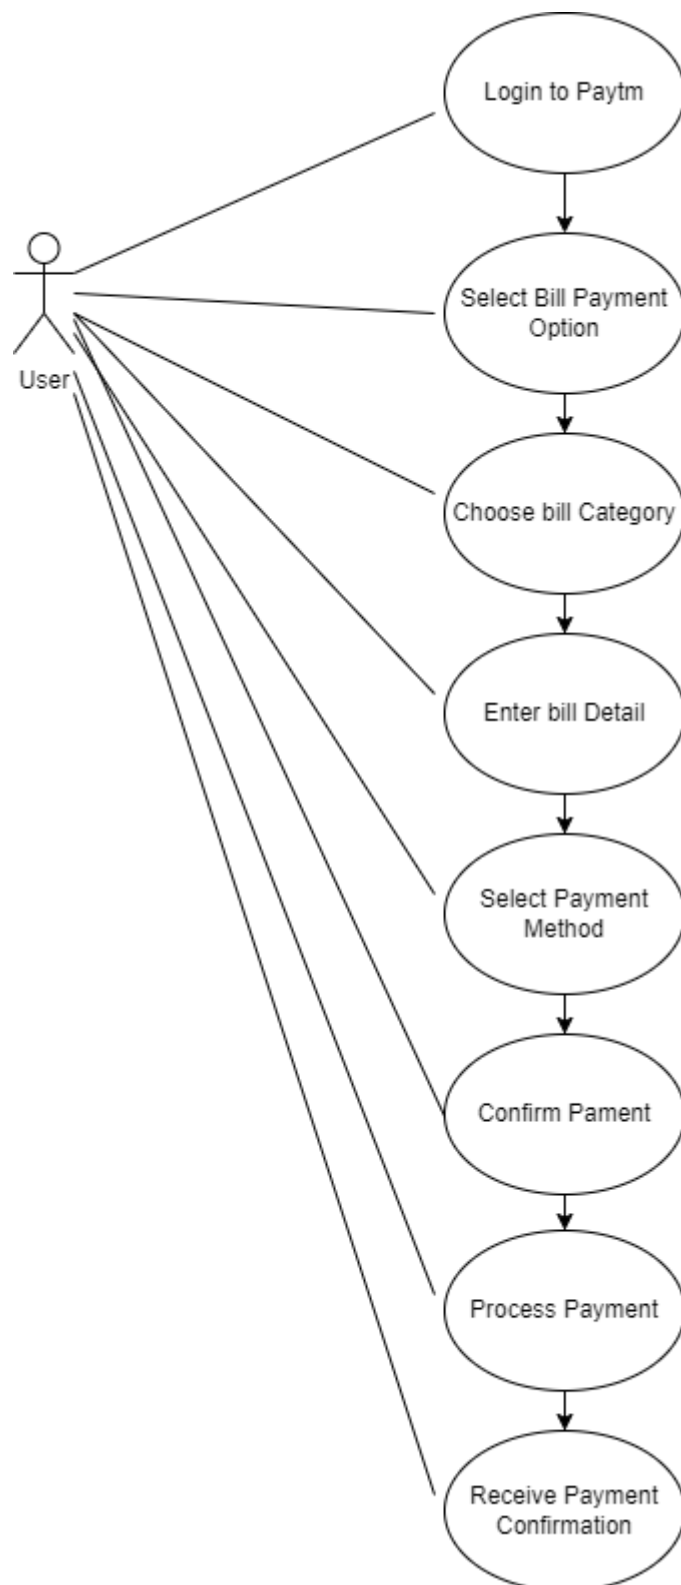 Login to Paytm
Select Bill Payment
Option
User
Choose bill Category
Enter bill Detail
Select Payment
Method
Confirm Pament
Process Payment
Receive Payment
Confirmation